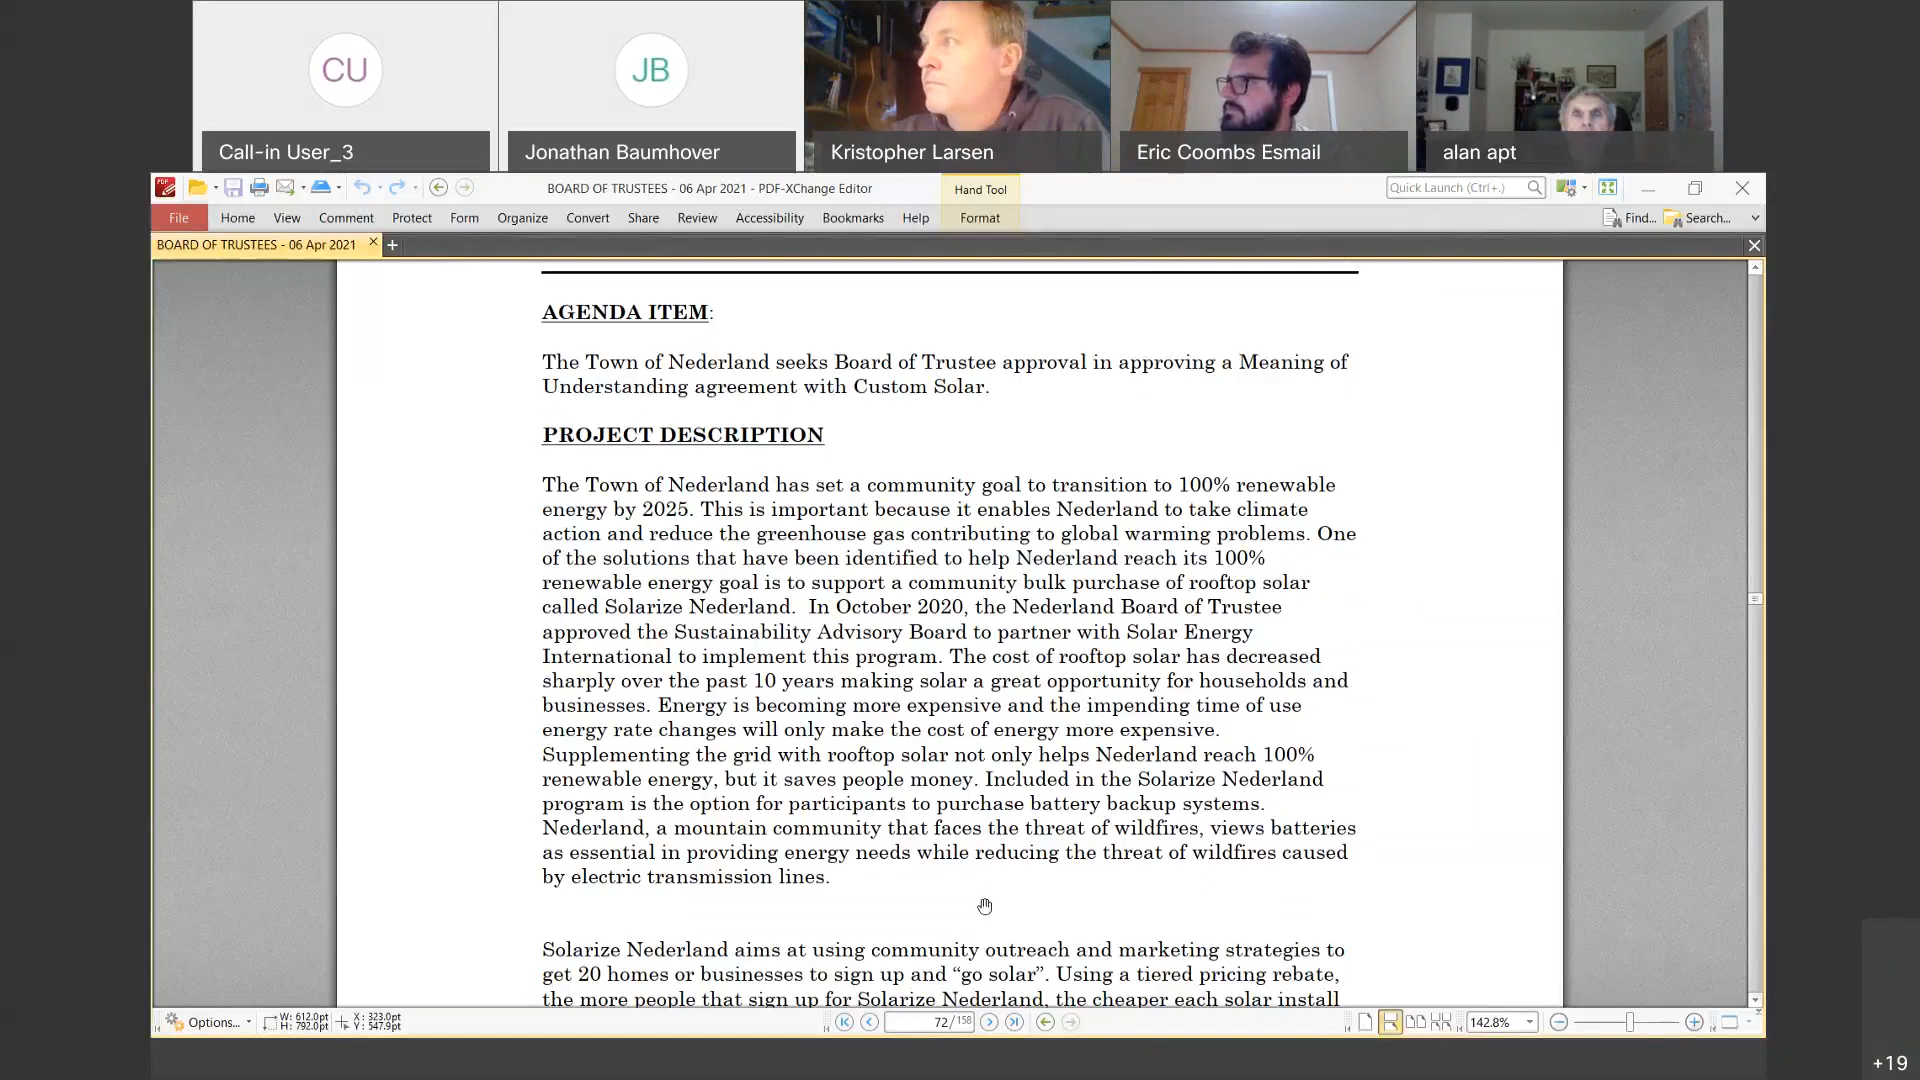 CU
JB
Call-in User_3
Jonathan Baumhover
Kristopher Larsen
Eric Coombs Esmail
alan apt
BOARD OF TRUSTEES - 06 Apr 2021 - PDF-XChange Editor
Hand Tool
Quick Launch (Ctrl+.)
File
Home
View
Comment
Protect
Form
Organize
Convert
Share
Review
Accessibility
Bookmarks
Help
Format
Find...
Search...
BOARD OF TRUSTEES - 06 Apr 2021
AGENDA ITEM:
The Town of Nederland seeks Board of Trustee approval in approving a Meaning of
Understanding agreement with Custom Solar.
PROJECT DESCRIPTION
The Town of Nederland has set a community goal to transition to 100% renewable
energy by 2025. This is important because it enables Nederland to take climate
action and reduce the greenhouse gas contributing to global warming problems. One
of the solutions that have been identified to help Nederland reach its 100%
renewable energy goal is to support a community bulk purchase of rooftop solar
called Solarize Nederland.  In October 2020, the Nederland Board of Trustee
approved the Sustainability Advisory Board to partner with Solar Energy
International to implement this program. The cost of rooftop solar has decreased
sharply over the past 10 years making solar a great opportunity for households and
businesses. Energy is becoming more expensive and the impending time of use
energy rate changes will only make the cost of energy more expensive.
Supplementing the grid with rooftop solar not only helps Nederland reach 100%
renewable energy, but it saves people money. Included in the Solarize Nederland
program is the option for participants to purchase battery backup systems.
Nederland, a mountain community that faces the threat of wildfires, views batteries
as essential in providing energy needs while reducing the threat of wildfires caused
by electric transmission lines.
Solarize Nederland aims at using community outreach and marketing strategies to
get 20 homes or businesses to sign up and “go solar”. Using a tiered pricing rebate,
the more people that sign up for Solarize Nederland, the cheaper each solar install
Options...
W: 612.0pt
H: 792.0pt
X: 323.0pt
Y: 547.9pt
72 / 158
142.8%
+19